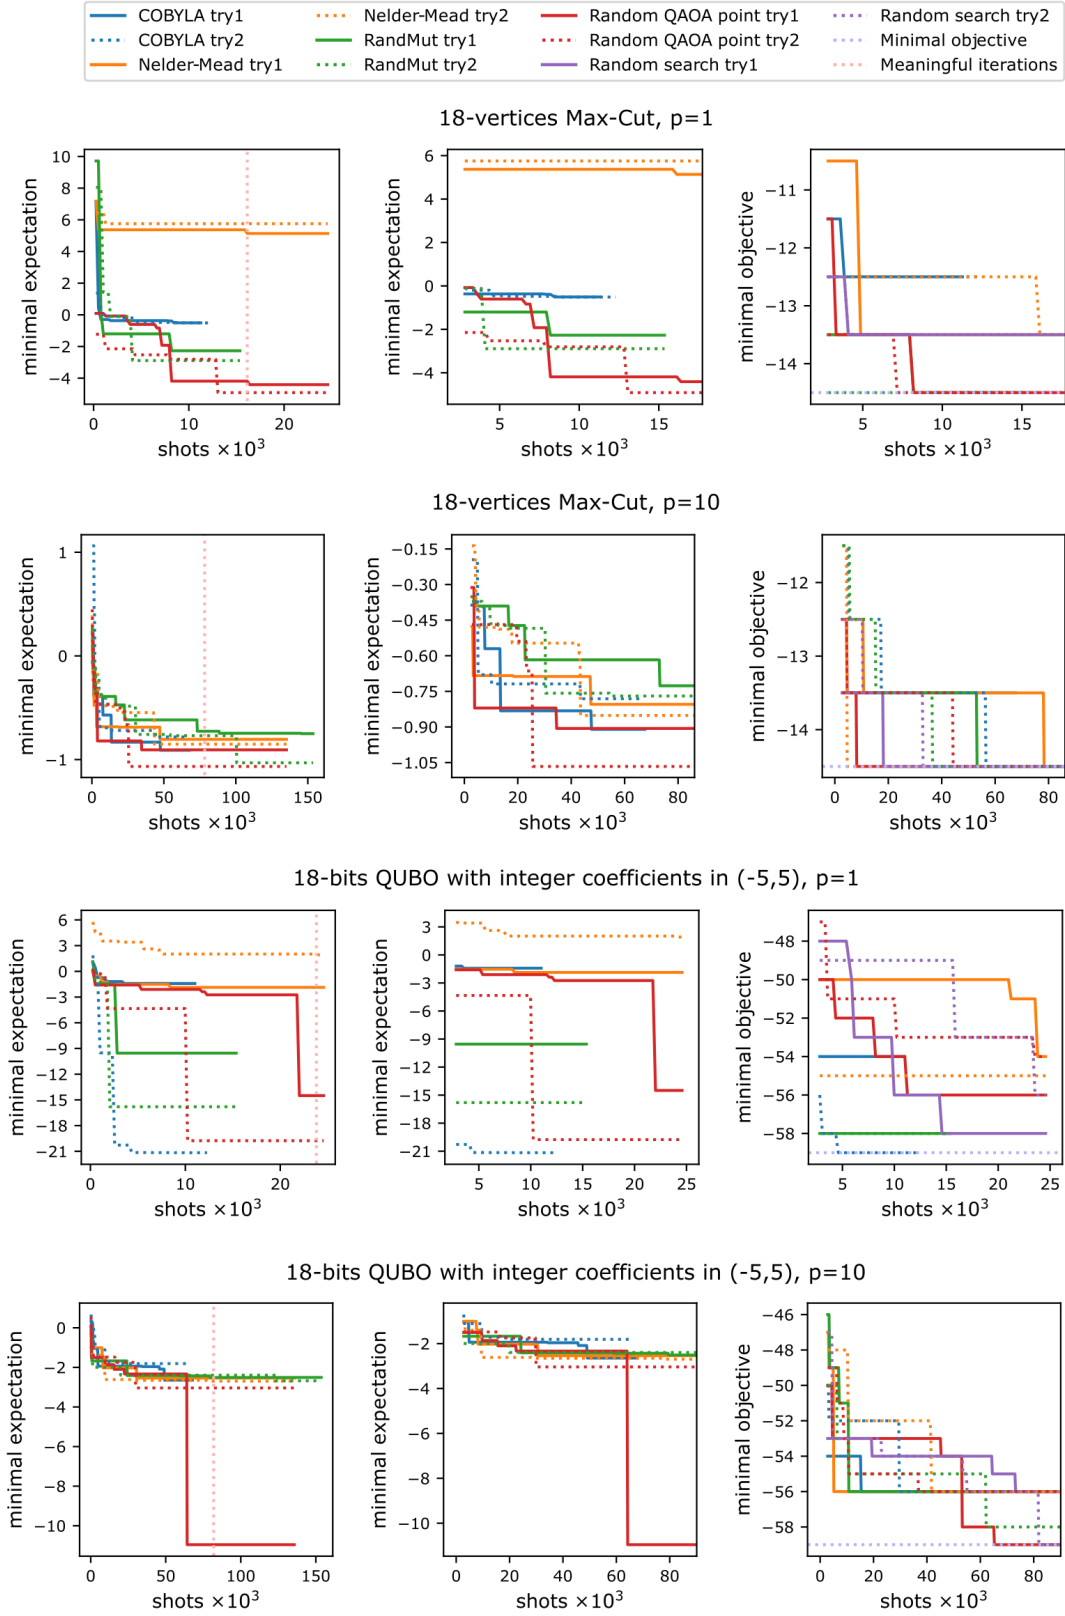 COBYLA try1 Nelder-Mead try2 Random QAOA point try1 Random search try2
COBYLA try2 RandMut try1 Random QAOA point try2 Minimal objective
Nelder-Mead try1 RandMut try2 Random search try1 Meaningful iterations
18-vertices Max-Cut, p=1
minimal expectation
10
8
6
4
2
0
−2
−4
0 10 20
shots ×10³
minimal expectation
6
4
2
0
−2
−4
5 10 15
shots ×10³
minimal objective
−11
−12
−13
−14
5 10 15
shots ×10³
18-vertices Max-Cut, p=10
minimal expectation
1
0
−1
0 50 100 150
shots ×10³
minimal expectation
−0.15
−0.30
−0.45
−0.60
−0.75
−0.90
−1.05
0 20 40 60 80
shots ×10³
minimal objective
−12
−13
−14
0 20 40 60 80
shots ×10³
18-bits QUBO with integer coefficients in (-5,5), p=1
minimal expectation
6
3
0
−3
−6
−9
−12
−15
−18
−21
0 10 20
shots ×10³
minimal expectation
3
0
−3
−6
−9
−12
−15
−18
−21
5 10 15 20 25
shots ×10³
minimal objective
−48
−50
−52
−54
−56
−58
5 10 15 20 25
shots ×10³
18-bits QUBO with integer coefficients in (-5,5), p=10
minimal expectation
0
−2
−4
−6
−8
−10
0 50 100 150
shots ×10³
minimal expectation
−2
−4
−6
−8
−10
0 20 40 60 80
shots ×10³
minimal objective
−46
−48
−50
−52
−54
−56
−58
0 20 40 60 80
shots ×10³